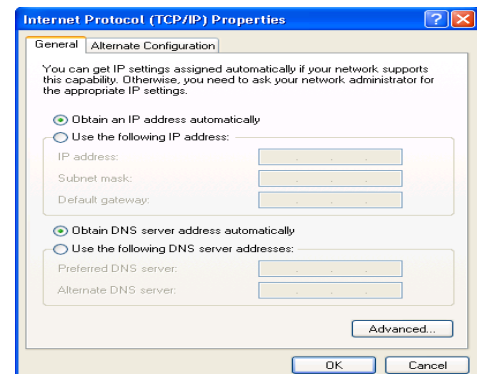 Internet Protocol (TCP/IP) Properties
General
Alternate Configuration
You can get IP settings assigned automatically if your network supports
this capability. Otherwise, you need to ask your network administrator for
the appropriate IP settings.
Obtain an IP address automatically
Use the following IP address:
IP address:
Subnet mask:
Default gateway:
Obtain DNS server address automatically
Use the following DNS server addresses:
Preferred DNS server:
Alternate DNS server:
Advanced...
OK
Cancel